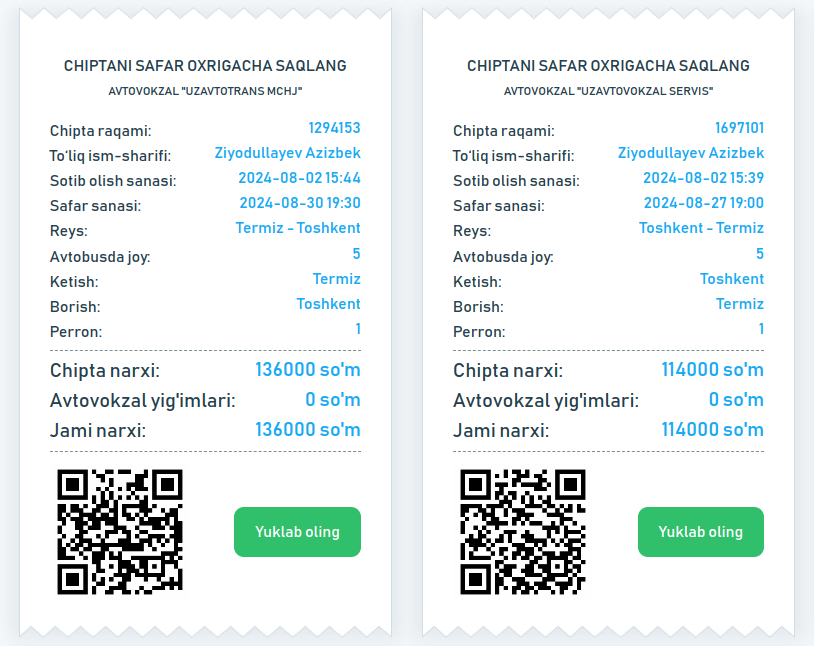 CHIPTANI SAFAR OXRIGACHA SAQLANG
AVTOVOKZAL "UZAVTOTRANS MCHJ"
Chipta raqami: 1294153
To‘liq ism-sharifi: Ziyodullayev Azizbek
Sotib olish sanasi: 2024-08-02 15:44
Safar sanasi: 2024-08-30 19:30
Reys: Termiz - Toshkent
Avtobusda joy: 5
Ketish: Termiz
Borish: Toshkent
Perron: 1
Chipta narxi: 136000 so'm
Avtovokzal yig'imlari: 0 so'm
Jami narxi: 136000 so'm
Yuklab oling
CHIPTANI SAFAR OXRIGACHA SAQLANG
AVTOVOKZAL "UZAVTOVOKZAL SERVIS"
Chipta raqami: 1697101
To‘liq ism-sharifi: Ziyodullayev Azizbek
Sotib olish sanasi: 2024-08-02 15:39
Safar sanasi: 2024-08-27 19:00
Reys: Toshkent - Termiz
Avtobusda joy: 5
Ketish: Toshkent
Borish: Termiz
Perron: 1
Chipta narxi: 114000 so'm
Avtovokzal yig'imlari: 0 so'm
Jami narxi: 114000 so'm
Yuklab oling